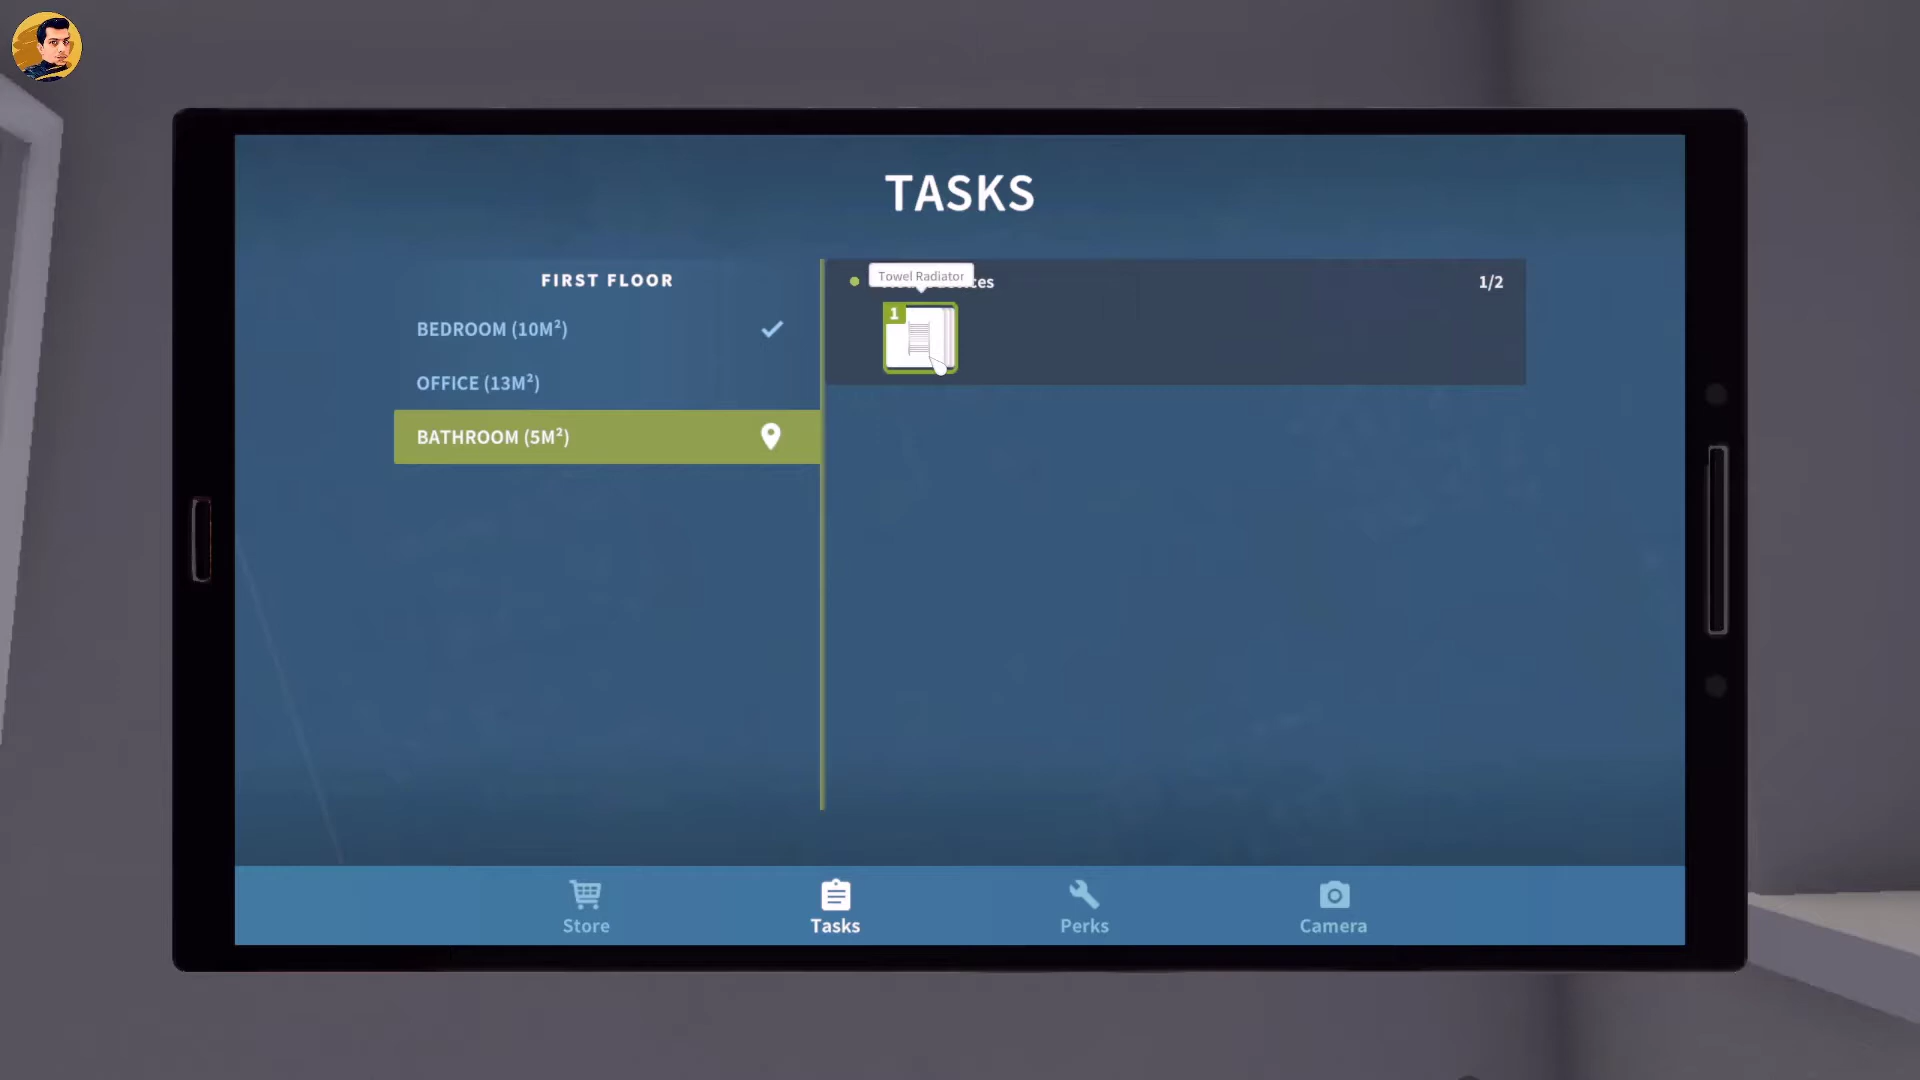 TASKS
FIRST FLOOR
BEDROOM (10M²)
OFFICE (13M²)
BATHROOM (5M²)
Towel Radiator
1/2
1
Store
Tasks
Perks
Camera